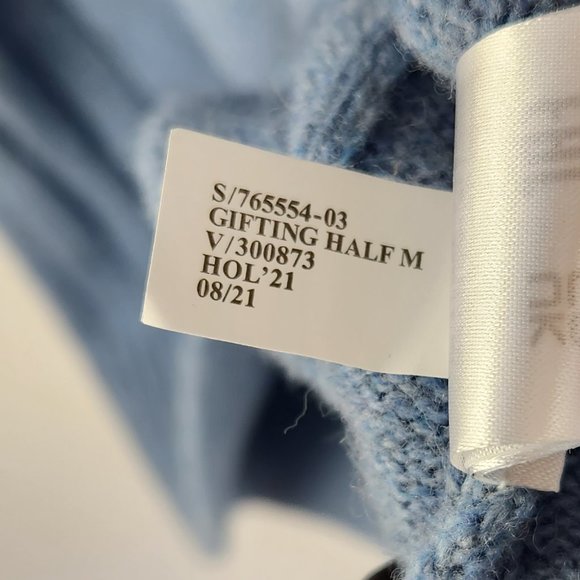 S/765554-03
GIFTING HALF M
V/300873
HOL'21
08/21